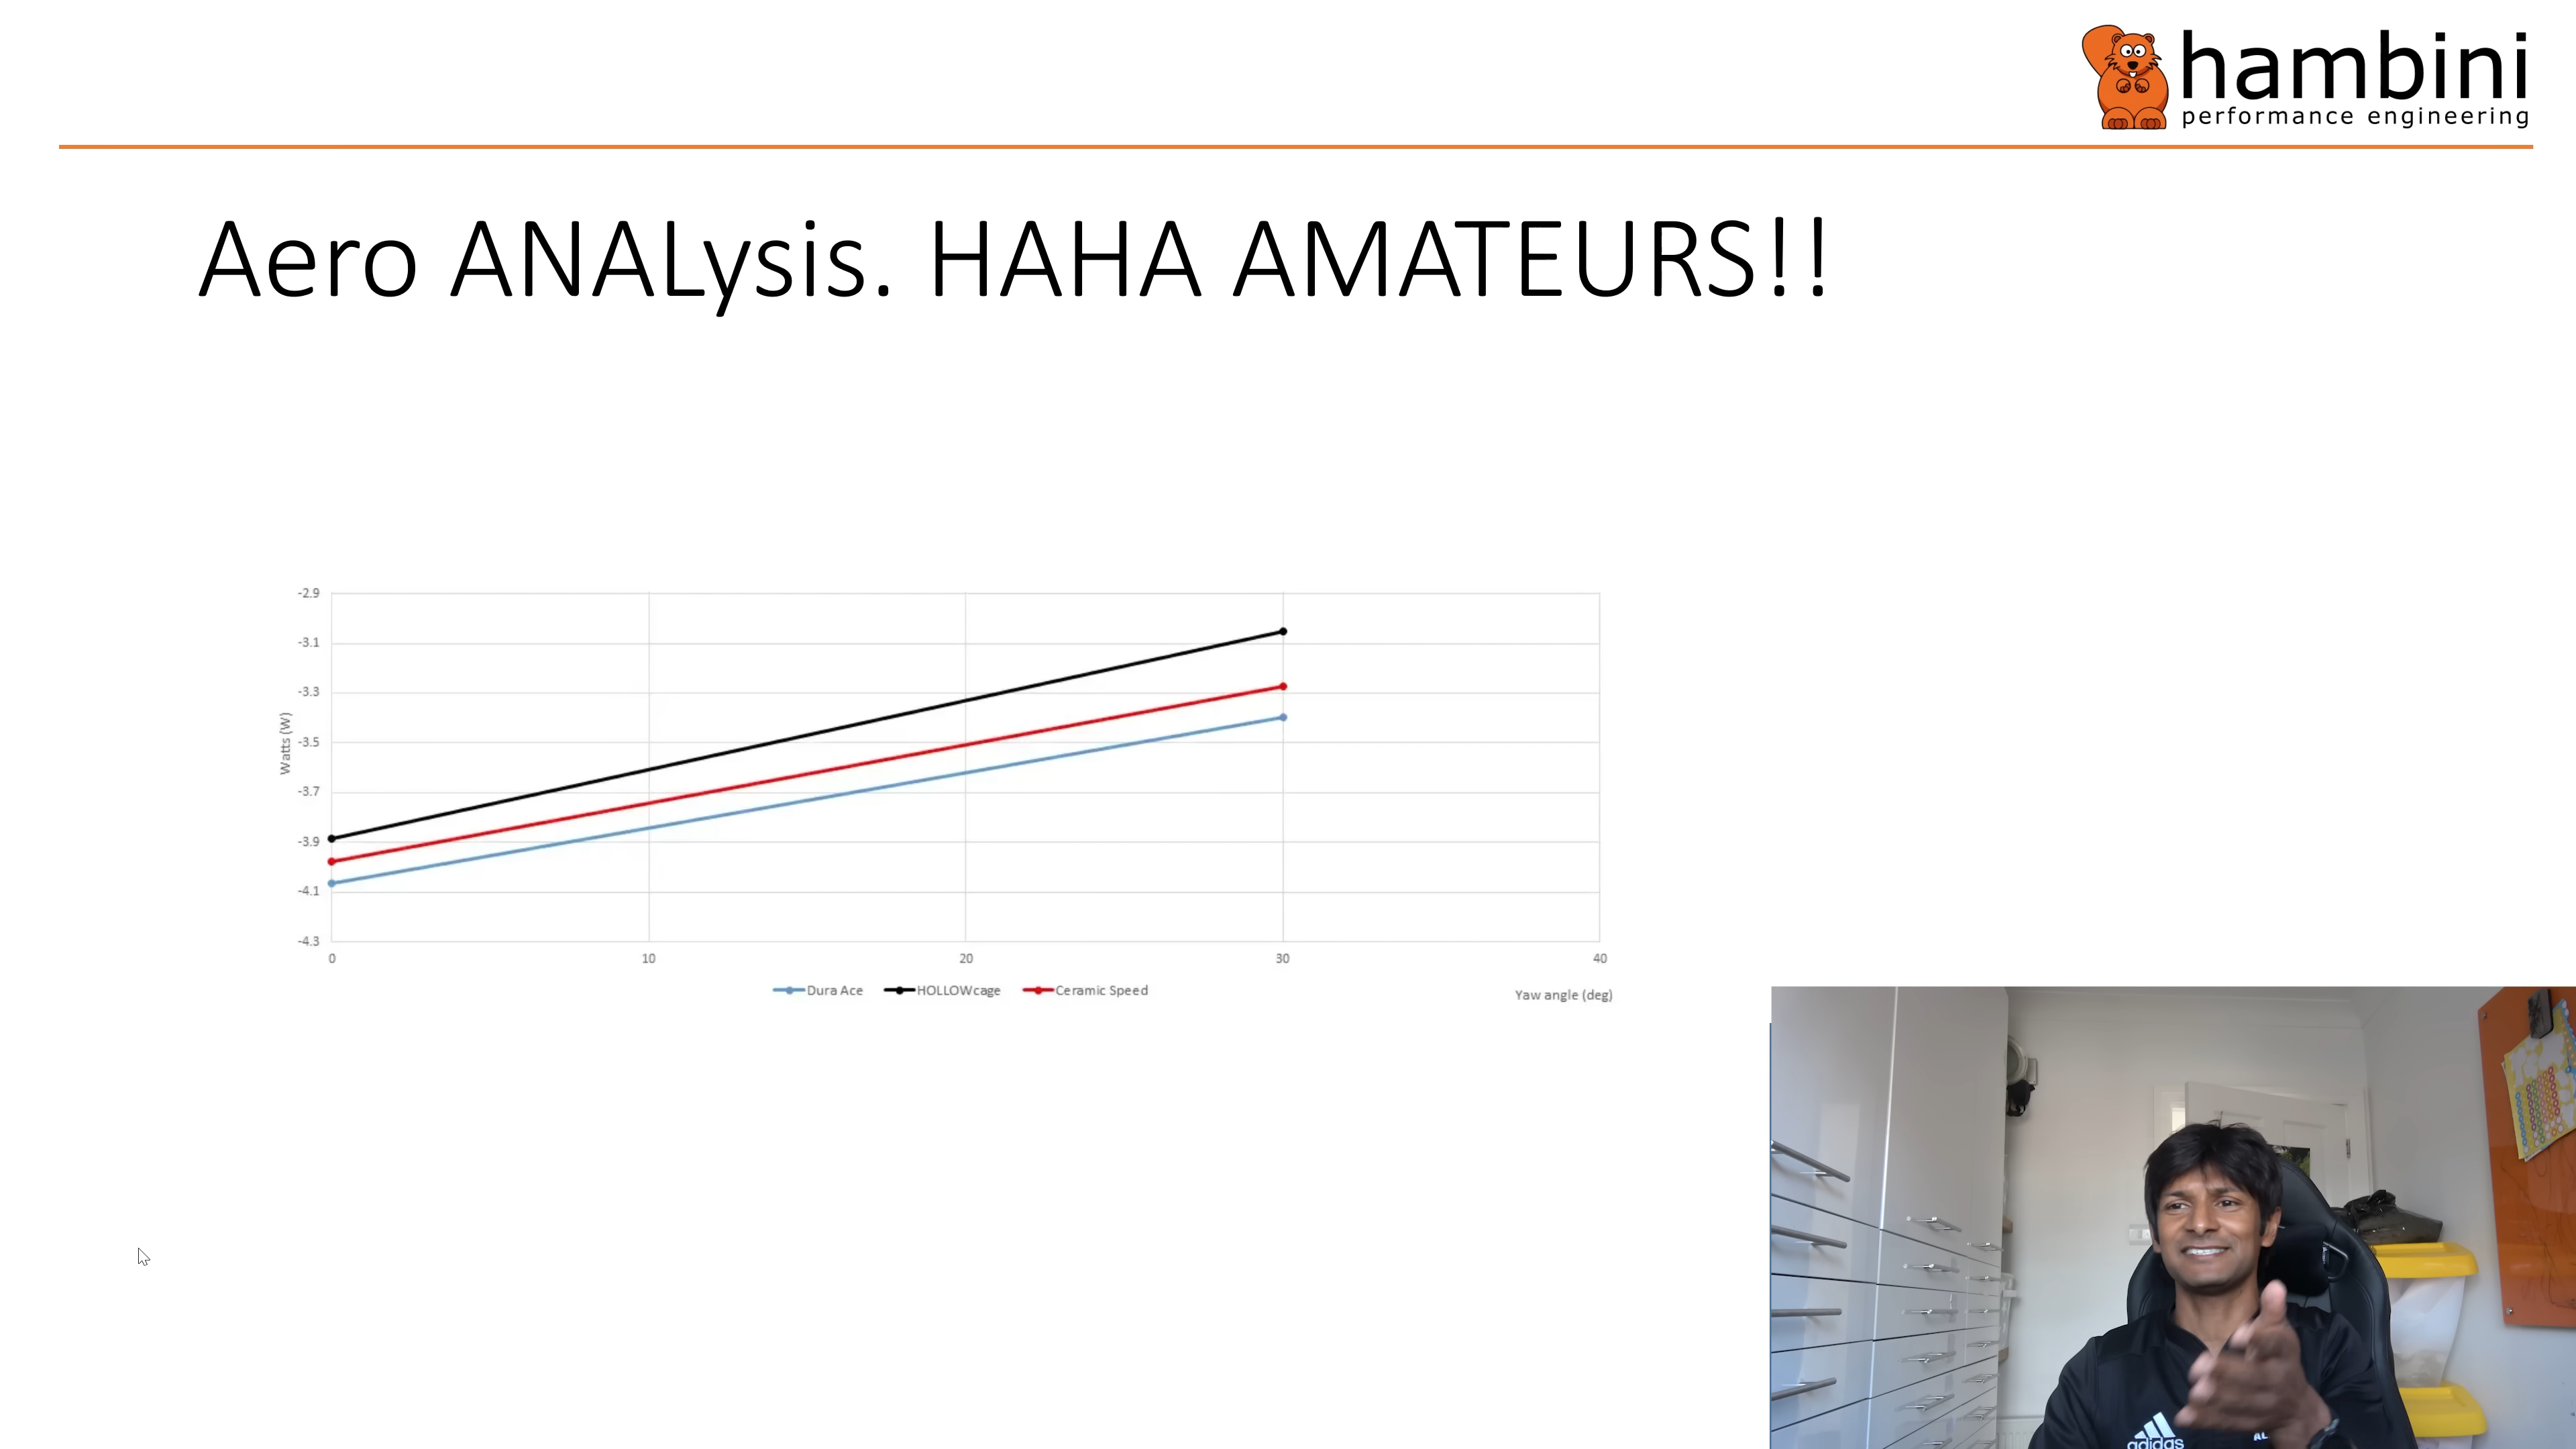 hambini
performance engineering
Aero ANALysis. HAHA AMATEURS!!
-2.9
-3.1
-3.3
-3.5
-3.7
-3.9
-4.1
-4.3
Watts (W)
0 10 20 30 40
Dura Ace HOLLOWcage Ceramic Speed
Yaw angle (deg)
adidas
AL